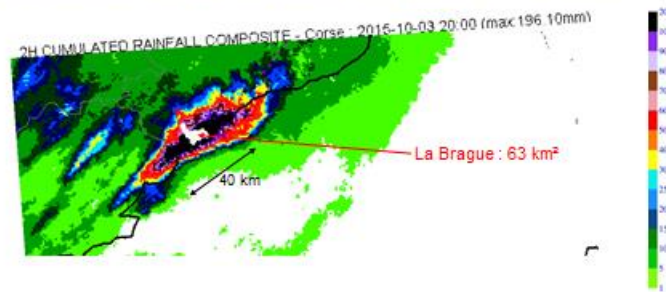 2H CUMULATED RAINFALL COMPOSITE - Corse : 2015-10-03 20:00 (max 196.10mm)
La Brague : 63 km²
40 km